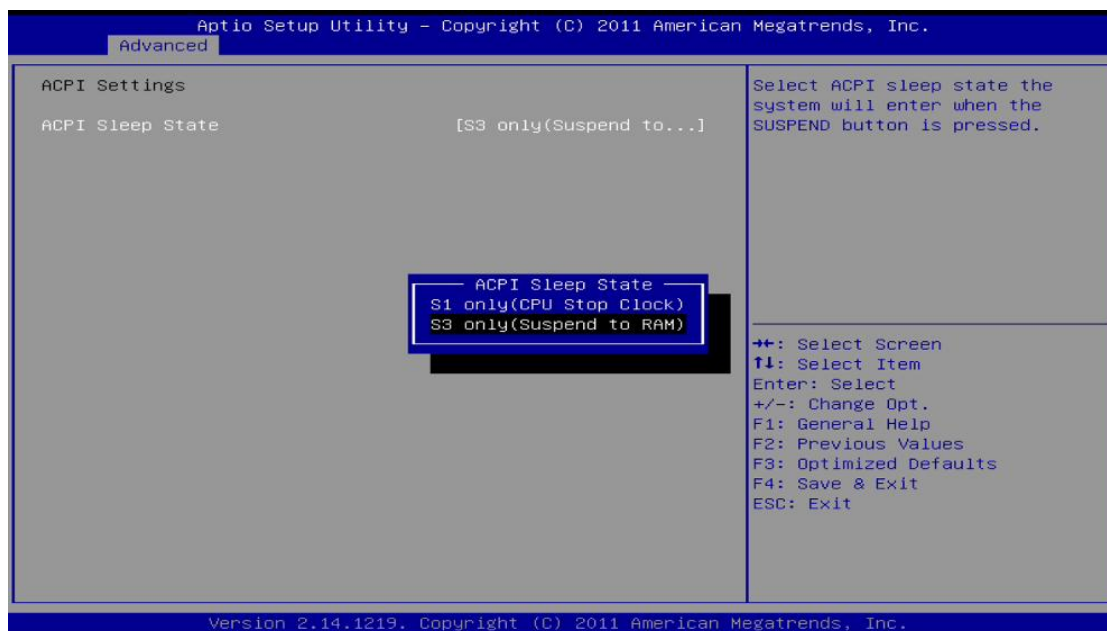 Aptio Setup Utility – Copyright (C) 2011 American Megatrends, Inc.
Advanced
ACPI Settings
ACPI Sleep State [S3 only(Suspend to...]
Select ACPI sleep state the
system will enter when the
SUSPEND button is pressed.
ACPI Sleep State
S1 only(CPU Stop Clock)
S3 only(Suspend to RAM)
→←: Select Screen
↑↓: Select Item
Enter: Select
+/-: Change Opt.
F1: General Help
F2: Previous Values
F3: Optimized Defaults
F4: Save & Exit
ESC: Exit
Version 2.14.1219. Copyright (C) 2011 American Megatrends, Inc.